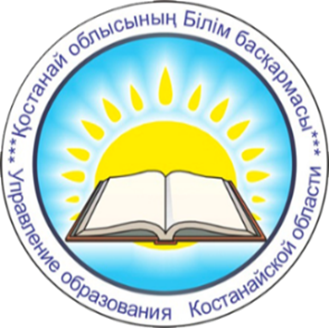 ***Қостанай облысының Білім басқармасы***
Управление образования Костанайской области